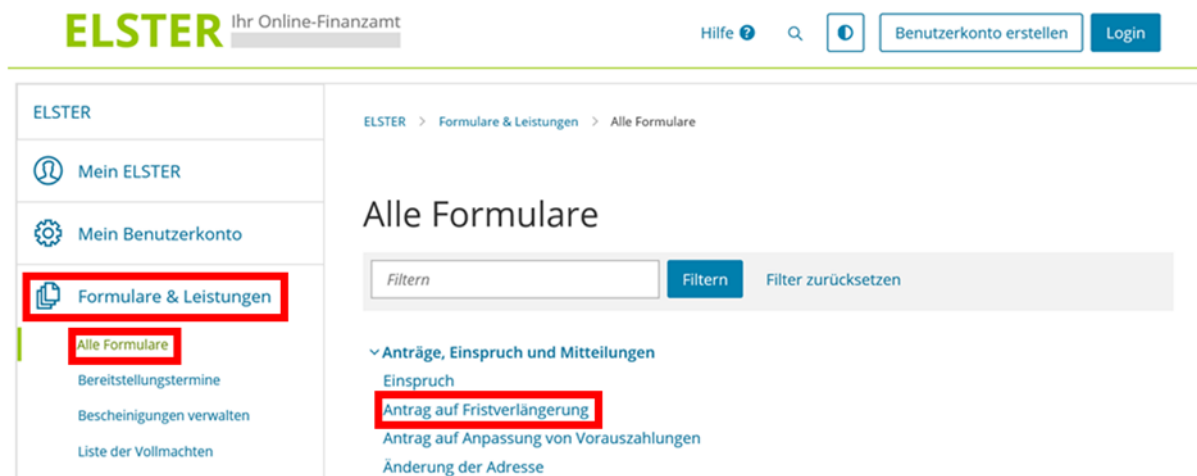 ELSTER Ihr Online-Finanzamt
Hilfe ?
Benutzerkonto erstellen
Login
ELSTER
Mein ELSTER
Mein Benutzerkonto
Formulare & Leistungen
Alle Formulare
Bereitstellungstermine
Bescheinigungen verwalten
Liste der Vollmachten
ELSTER > Formulare & Leistungen > Alle Formulare
Alle Formulare
Filtern
Filtern
Filter zurücksetzen
Anträge, Einspruch und Mitteilungen
Einspruch
Antrag auf Fristverlängerung
Antrag auf Anpassung von Vorauszahlungen
Änderung der Adresse